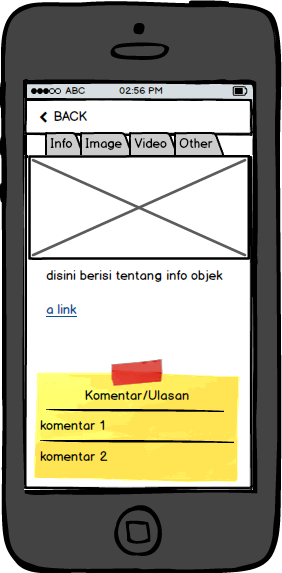 ABC 02:56 PM
BACK
Info Image Video Other
disini berisi tentang info objek
a link
Komentar/Ulasan
komentar 1
komentar 2